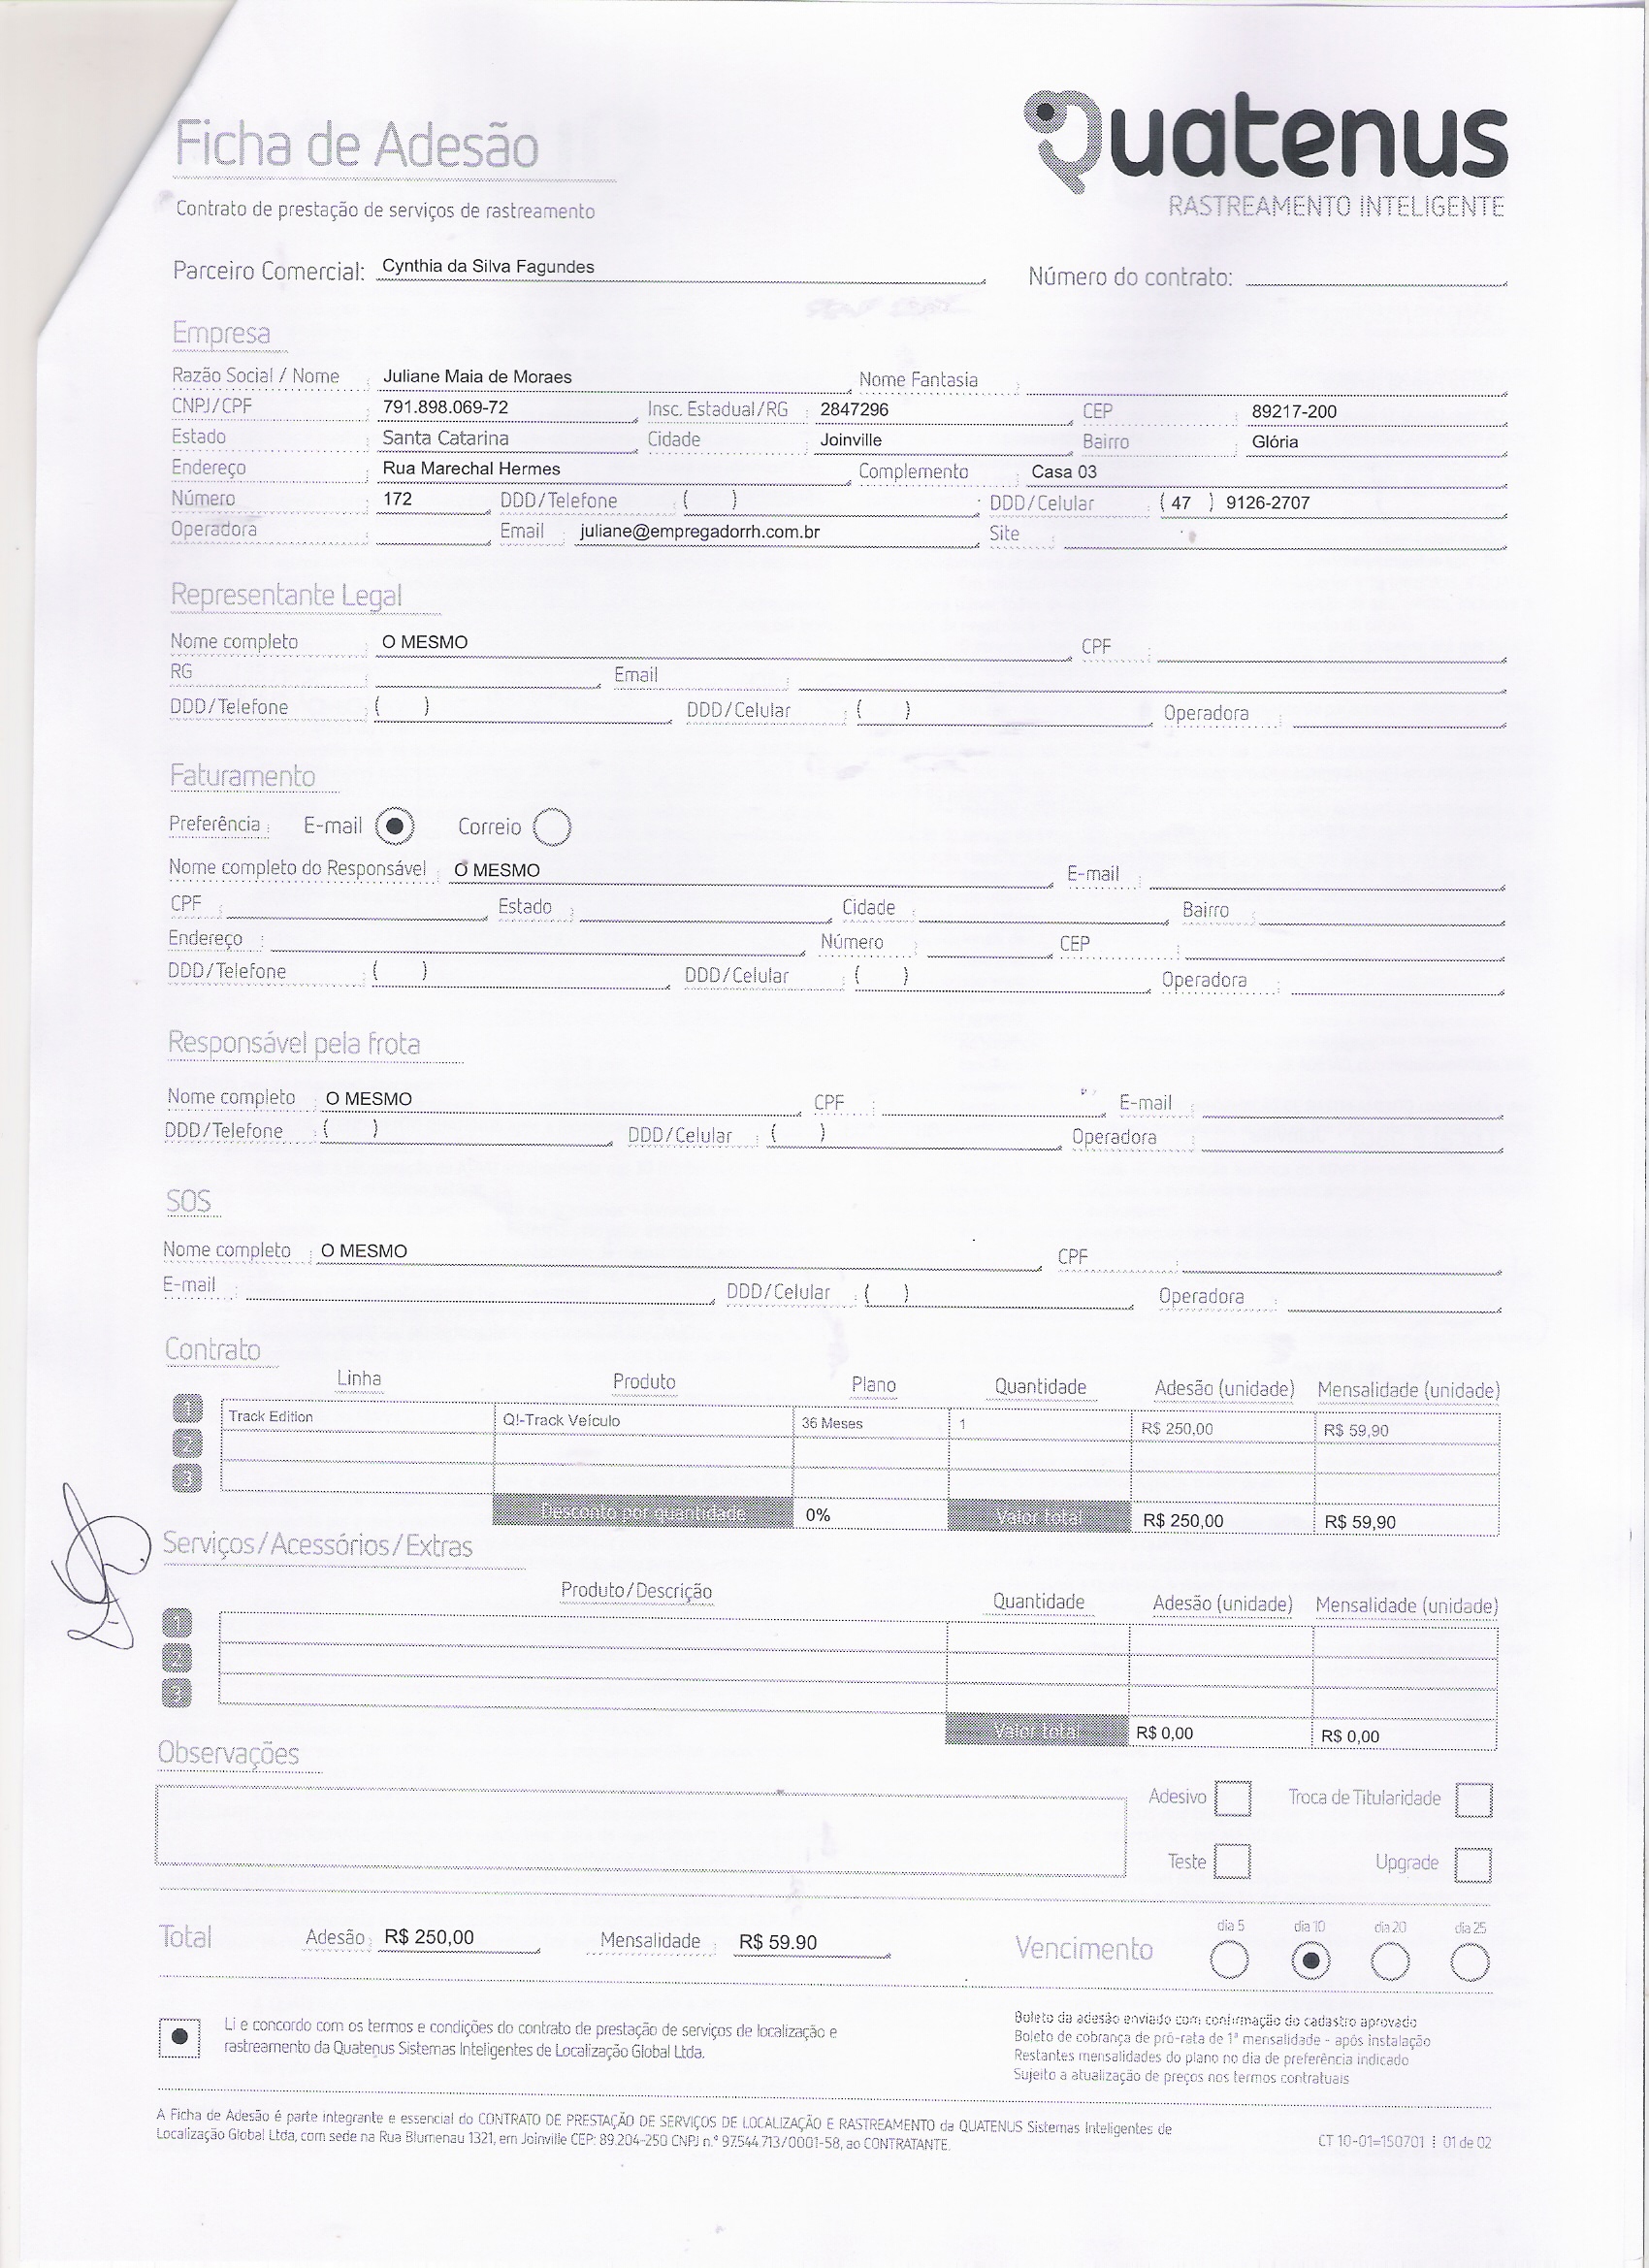 Ficha de Adesão
Quatenus
RASTREAMENTO INTELIGENTE
Contrato de prestação de serviços de rastreamento
Parceiro Comercial: Cynthia da Silva Fagundes Número do contrato:
Empresa
Razão Social / Nome : Juliane Maia de Moraes Nome Fantasia :
CNPJ/CPF : 791.898.069-72 Insc. Estadual/RG : 2847296 CEP : 89217-200
Estado : Santa Catarina Cidade : Joinville Bairro : Glória
Endereço : Rua Marechal Hermes Complemento : Casa 03
Número : 172 DDD/Telefone ( ) DDD/Celular : ( 47 ) 9126-2707
Operadora : Email : juliane@empregadorrh.com.br Site :
Representante Legal
Nome completo : O MESMO CPF :
RG : Email :
DDD/Telefone : ( ) DDD/Celular : ( ) Operadora :
Faturamento
Preferência : E-mail Correio
Nome completo do Responsável : O MESMO E-mail :
CPF : Estado : Cidade : Bairro :
Endereço : Número : CEP :
DDD/Telefone : ( ) DDD/Celular : ( ) Operadora :
Responsável pela frota
Nome completo : O MESMO CPF : E-mail :
DDD/Telefone : ( ) DDD/Celular : ( ) Operadora :
SOS
Nome completo : O MESMO CPF :
E-mail : DDD/Celular : ( ) Operadora :
Contrato
Linha Produto Plano Quantidade Adesão (unidade) Mensalidade (unidade)
1 Track Edition Q!-Track Veículo 36 Meses 1 R$ 250,00 R$ 59,90
2
3
Desconto por quantidade 0% Valor total R$ 250,00 R$ 59,90
Serviços/Acessórios/Extras
Produto/Descrição Quantidade Adesão (unidade) Mensalidade (unidade)
1
2
3
Valor total R$ 0,00 R$ 0,00
Observações
Adesivo Troca de Titularidade
Teste Upgrade
Total Adesão : R$ 250,00 Mensalidade : R$ 59.90 Vencimento dia 5 dia 10 dia 20 dia 25
Li e concordo com os termos e condições do contrato de prestação de serviços de localização e
rastreamento da Quatenus Sistemas Inteligentes de Localização Global Ltda.
Boleto da adesão enviado com confirmação do cadastro aprovado
Boleto de cobrança de pró-rata de 1ª mensalidade - após instalação
Restantes mensalidades do plano no dia de preferência indicado
Sujeito a atualização de preços nos termos contratuais
A Ficha de Adesão é parte integrante e essencial do CONTRATO DE PRESTAÇÃO DE SERVIÇOS DE LOCALIZAÇÃO E RASTREAMENTO da QUATENUS Sistemas Inteligentes de
Localização Global Ltda, com sede na Rua Blumenau 1321, em Joinville CEP: 89.204-250 CNPJ n.º 97.544.713/0001-58, ao CONTRATANTE.
CT 10-01=150701 ⁞ 01 de 02